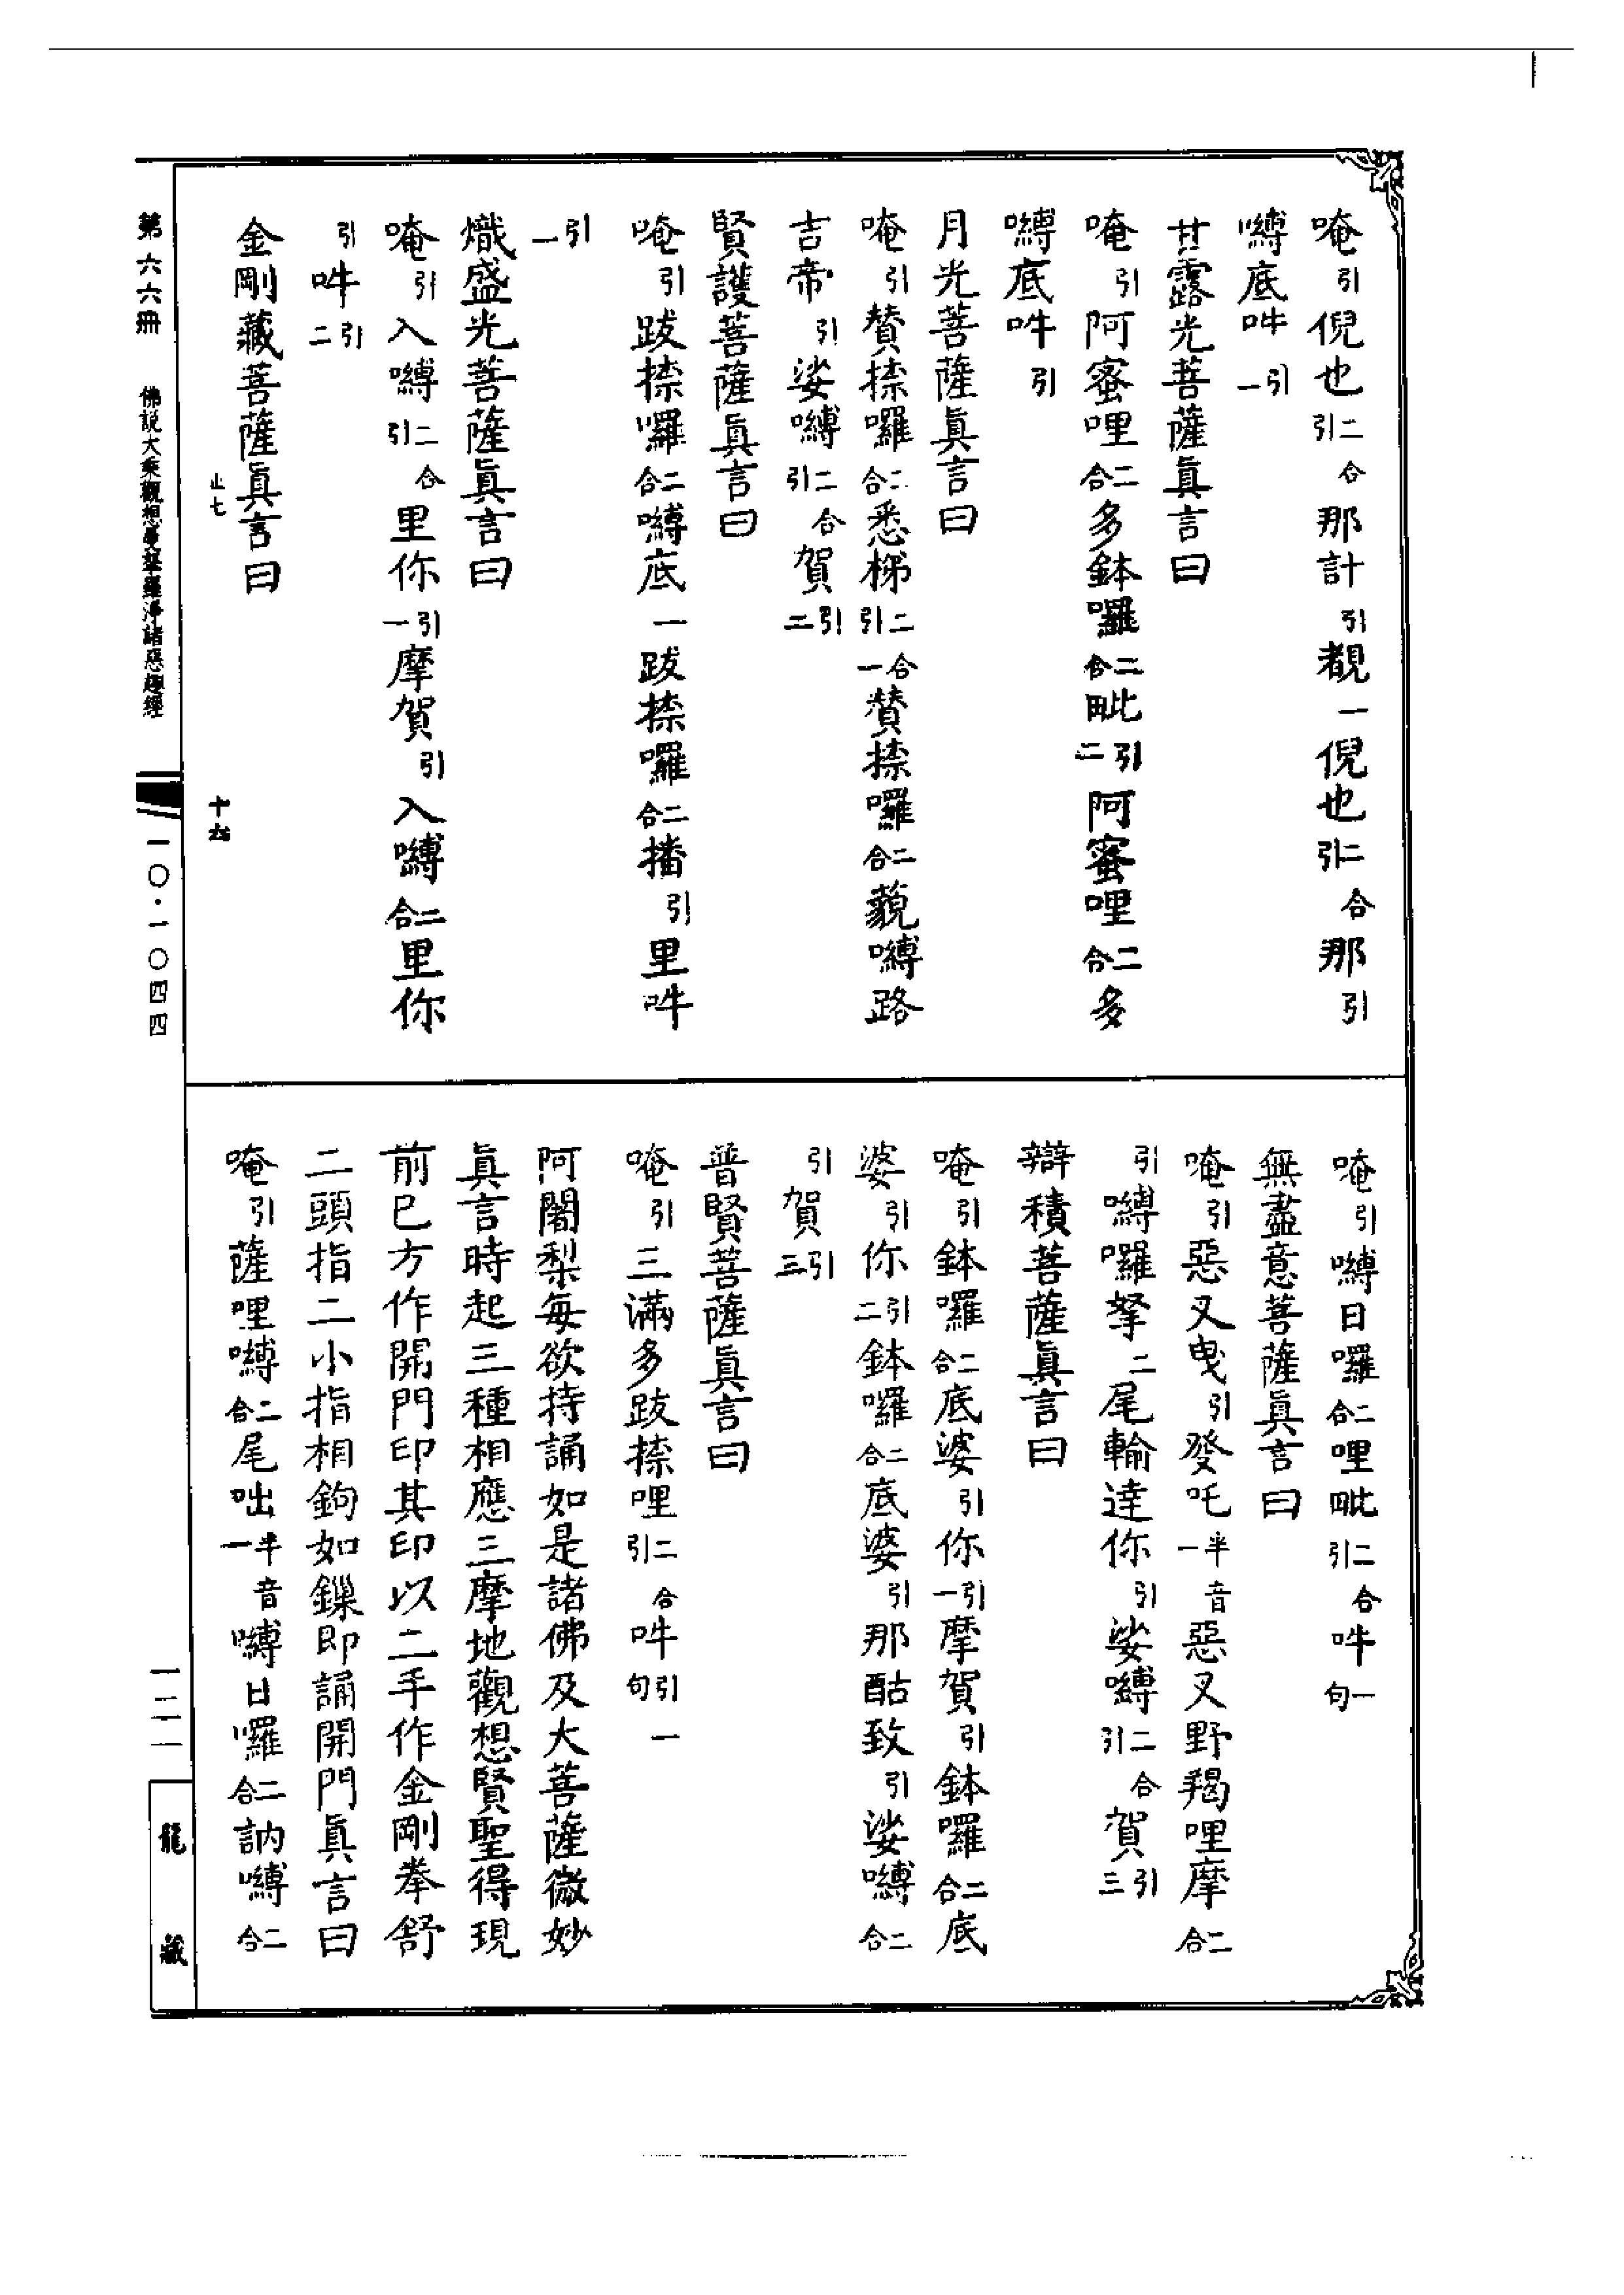 唵引倪也二合引那計引覩一倪也二合引那引
嚩底吽引一
甘露光菩薩眞言曰
唵引阿蜜哩二合多鉢囉二合毗引二阿蜜哩二合多
嚩底吽引
月光菩薩眞言曰
唵引賛捺囉二合悉梯二合引一賛捺囉二合藐嚩路
吉帝引娑嚩二合引賀引二
賢護菩薩眞言曰
唵引跋捺囉二合嚩底一跋捺囉二合播引里吽
引一
熾盛光菩薩眞言曰
唵引入嚩二合引里你引一摩賀引入嚩二合里你
引吽引二
金剛藏菩薩眞言曰
止七 十六
唵引嚩日囉二合哩毗二合引吽一句
無盡意菩薩眞言曰
唵引惡叉曳引發吒半音一惡叉野羯哩摩二合
引嚩囉拏二尾輸達你引娑嚩二合引賀引三
辯積菩薩眞言曰
唵引鉢囉二合底婆引你引一摩賀引鉢囉二合底
婆引你引二鉢囉二合底婆引那酤致引娑嚩二合
引賀引三
普賢菩薩眞言曰
唵引三滿多跋捺哩二合引吽引一句
阿闍梨每欲持誦如是諸佛及大菩薩微妙
眞言時起三種相應三摩地觀想賢聖得現
前已方作開門印其印以二手作金剛拳舒
二頭指二小指相鉤如鏁即誦開門眞言曰
唵引薩哩嚩二合尾咄半音一嚩日囉二合訥嚩二合
第六六冊 佛説大乘觀想曼拏羅淨諸惡趣經 一〇·一〇四四 一二一 龍藏